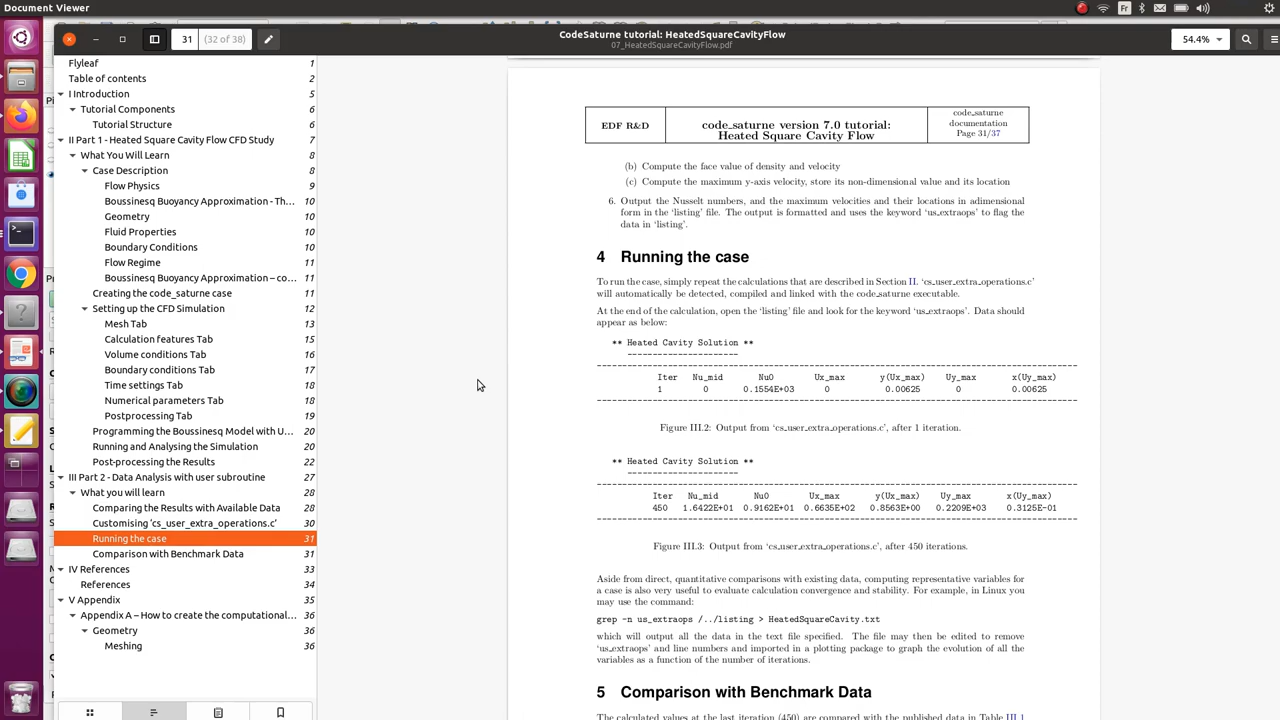 Document Viewer
Fr
31
(32 of 38)
CodeSaturne tutorial: HeatedSquareCavityFlow
07_HeatedSquareCavityFlow.pdf
54.4%
Flyleaf 1
Table of contents 2
I Introduction 5
Tutorial Components 6
Tutorial Structure 6
II Part 1 - Heated Square Cavity Flow CFD Study 7
What You Will Learn 8
Case Description 8
Flow Physics 9
Boussinesq Buoyancy Approximation - Th... 10
Geometry 10
Fluid Properties 10
Boundary Conditions 10
Flow Regime 11
Boussinesq Buoyancy Approximation – co... 11
Creating the code_saturne case 11
Setting up the CFD Simulation 12
Mesh Tab 13
Calculation features Tab 15
Volume conditions Tab 16
Boundary conditions Tab 17
Time settings Tab 18
Numerical parameters Tab 18
Postprocessing Tab 19
Programming the Boussinesq Model with U... 20
Running and Analysing the Simulation 20
Post-processing the Results 22
III Part 2 - Data Analysis with user subroutine 27
What you will learn 28
Comparing the Results with Available Data 28
Customising ‘cs_user_extra_operations.c’ 30
Running the case 31
Comparison with Benchmark Data 31
IV References 33
References 34
V Appendix 35
Appendix A – How to create the computational... 36
Geometry 36
Meshing 36
EDF R&D
code_saturne version 7.0 tutorial:
Heated Square Cavity Flow
code_saturne
documentation
Page 31/37
(b) Compute the face value of density and velocity
(c) Compute the maximum y-axis velocity, store its non-dimensional value and its location
6. Output the Nusselt numbers, and the maximum velocities and their locations in adimensional
form in the ‘listing’ file. The output is formatted and uses the keyword ‘us_extraops’ to flag the
data in ‘listing’.
4 Running the case
To run the case, simply repeat the calculations that are described in Section II. ‘cs_user_extra_operations.c’
will automatically be detected, compiled and linked with the code_saturne executable.
At the end of the calculation, open the ‘listing’ file and look for the keyword ‘us_extraops’. Data should
appear as below:
** Heated Cavity Solution **
Iter Nu_mid Nu0 Ux_max y(Ux_max) Uy_max x(Uy_max)
1 0 0.1554E+03 0 0.00625 0 0.00625
Figure III.2: Output from ‘cs_user_extra_operations.c’, after 1 iteration.
** Heated Cavity Solution **
Iter Nu_mid Nu0 Ux_max y(Ux_max) Uy_max x(Uy_max)
450 1.6422E+01 0.9162E+01 0.6635E+02 0.8563E+00 0.2209E+03 0.3125E-01
Figure III.3: Output from ‘cs_user_extra_operations.c’, after 450 iterations.
Aside from direct, quantitative comparisons with existing data, computing representative variables for
a case is also very useful to evaluate calculation convergence and stability. For example, in Linux you
may use the command:
grep -n us_extraops /../listing > HeatedSquareCavity.txt
which will output all the data in the text file specified. The file may then be edited to remove
‘us_extraops’ and line numbers and imported in a plotting package to graph the evolution of all the
variables as a function of the number of iterations.
5 Comparison with Benchmark Data
The calculated values at the last iteration (450) are compared with the published data in Table III.1